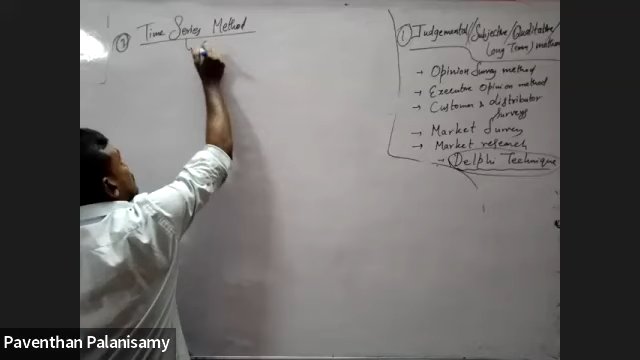 ② Time Series Method
① Judgemental//Subjective/Qualitative/
(Long Term) method
→ Opinion Survey method
→ Executive Opinion method
→ Customer & distributor
Surveys
→ Market Survey
→ Market research
→ Delphi Technique
Paventhan Palanisamy